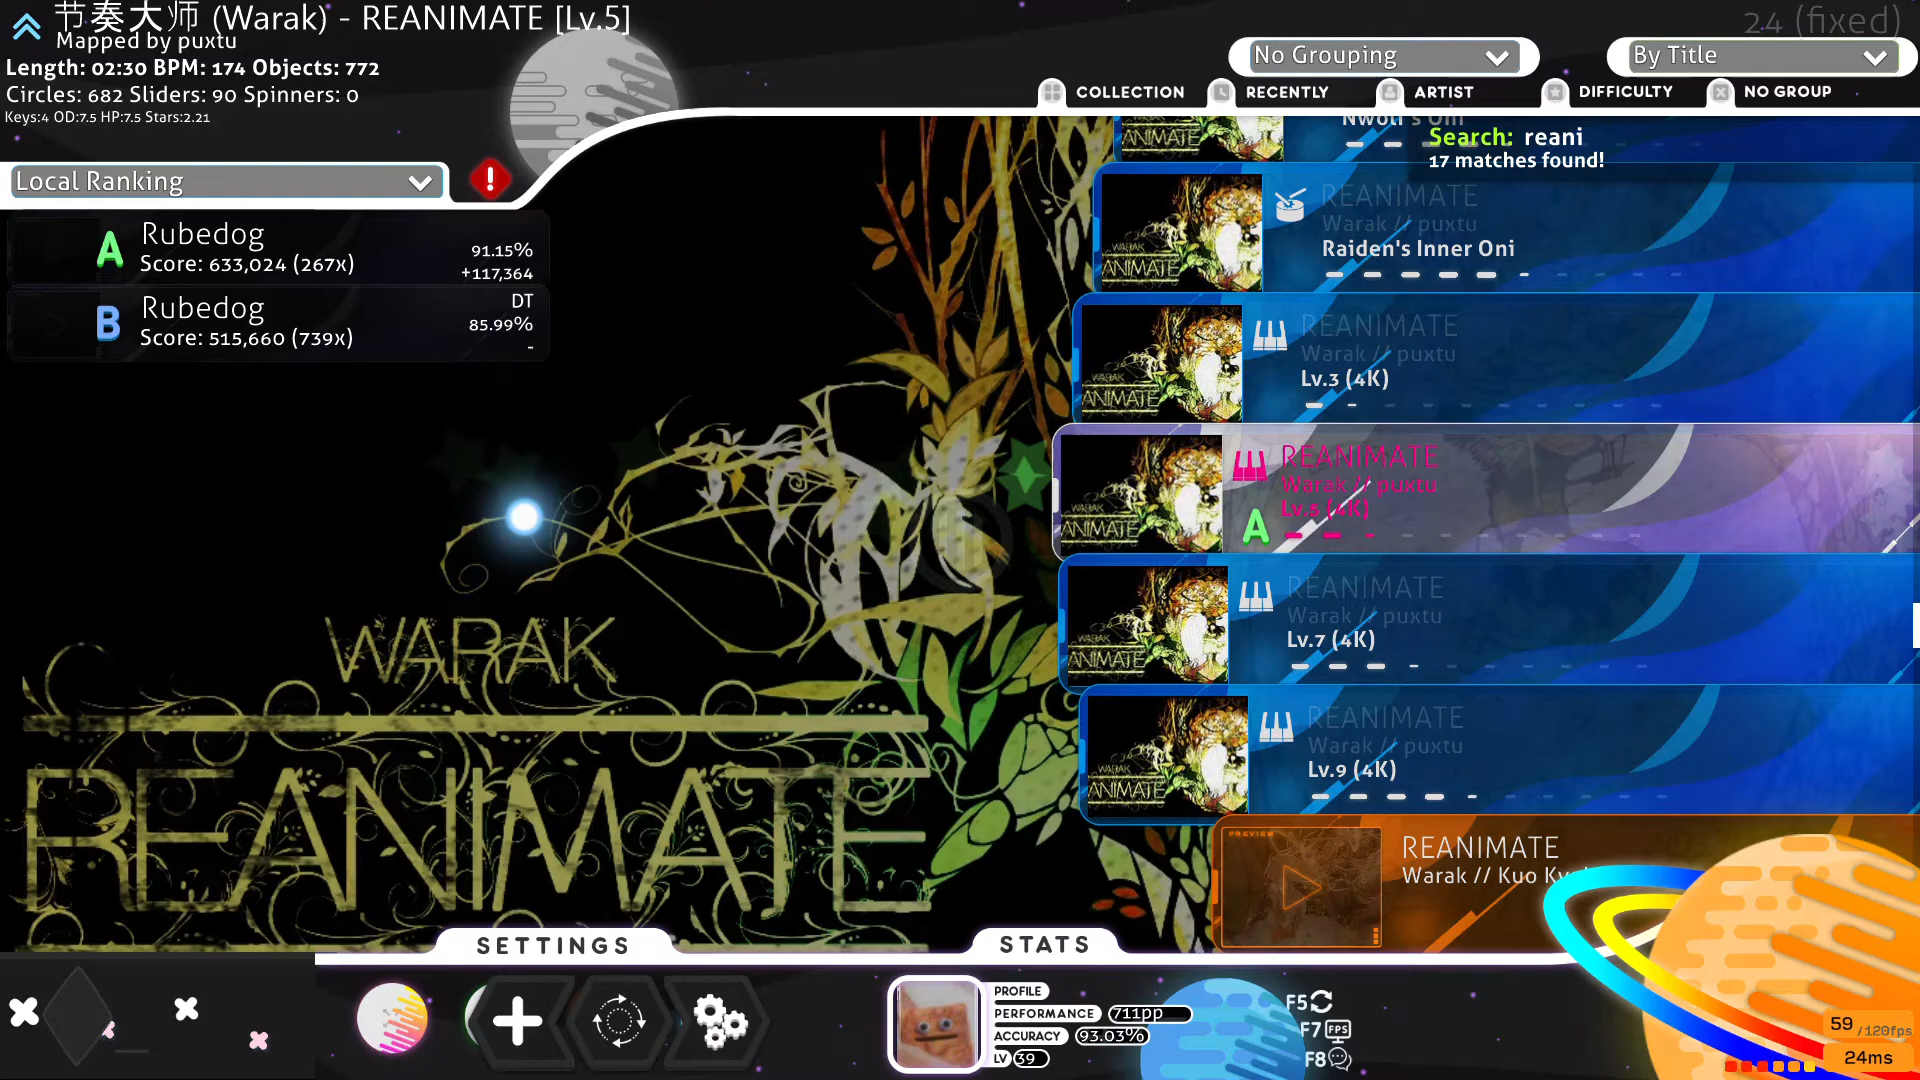 节奏大师 (Warak) - REANIMATE [Lv.5]
Mapped by puxtu
Length: 02:30 BPM: 174 Objects: 772
Circles: 682 Sliders: 90 Spinners: 0
Keys:4 OD:7.5 HP:7.5 Stars:2.21
2.4 (fixed)
No Grouping
By Title
COLLECTION
RECENTLY
ARTIST
DIFFICULTY
NO GROUP
Local Ranking
Search: reani
17 matches found!
Rubedog
Score: 633,024 (267x)
A
91.15%
+117,364
Rubedog
Score: 515,660 (739x)
B
DT
85.99%
-
REANIMATE
Warak // puxtu
Raiden's Inner Oni
REANIMATE
Warak // puxtu
Lv.3 (4K)
REANIMATE
Warak // puxtu
Lv.5 (4K)
A
REANIMATE
Warak // puxtu
Lv.7 (4K)
REANIMATE
Warak // puxtu
Lv.9 (4K)
PREVIEW
REANIMATE
Warak // Kuo
WARAK
REANIMATE
SETTINGS
STATS
PROFILE
PERFORMANCE 711pp
ACCURACY 93.03%
LV 39
F5
F7 FPS
F8
59 /120fps
24ms